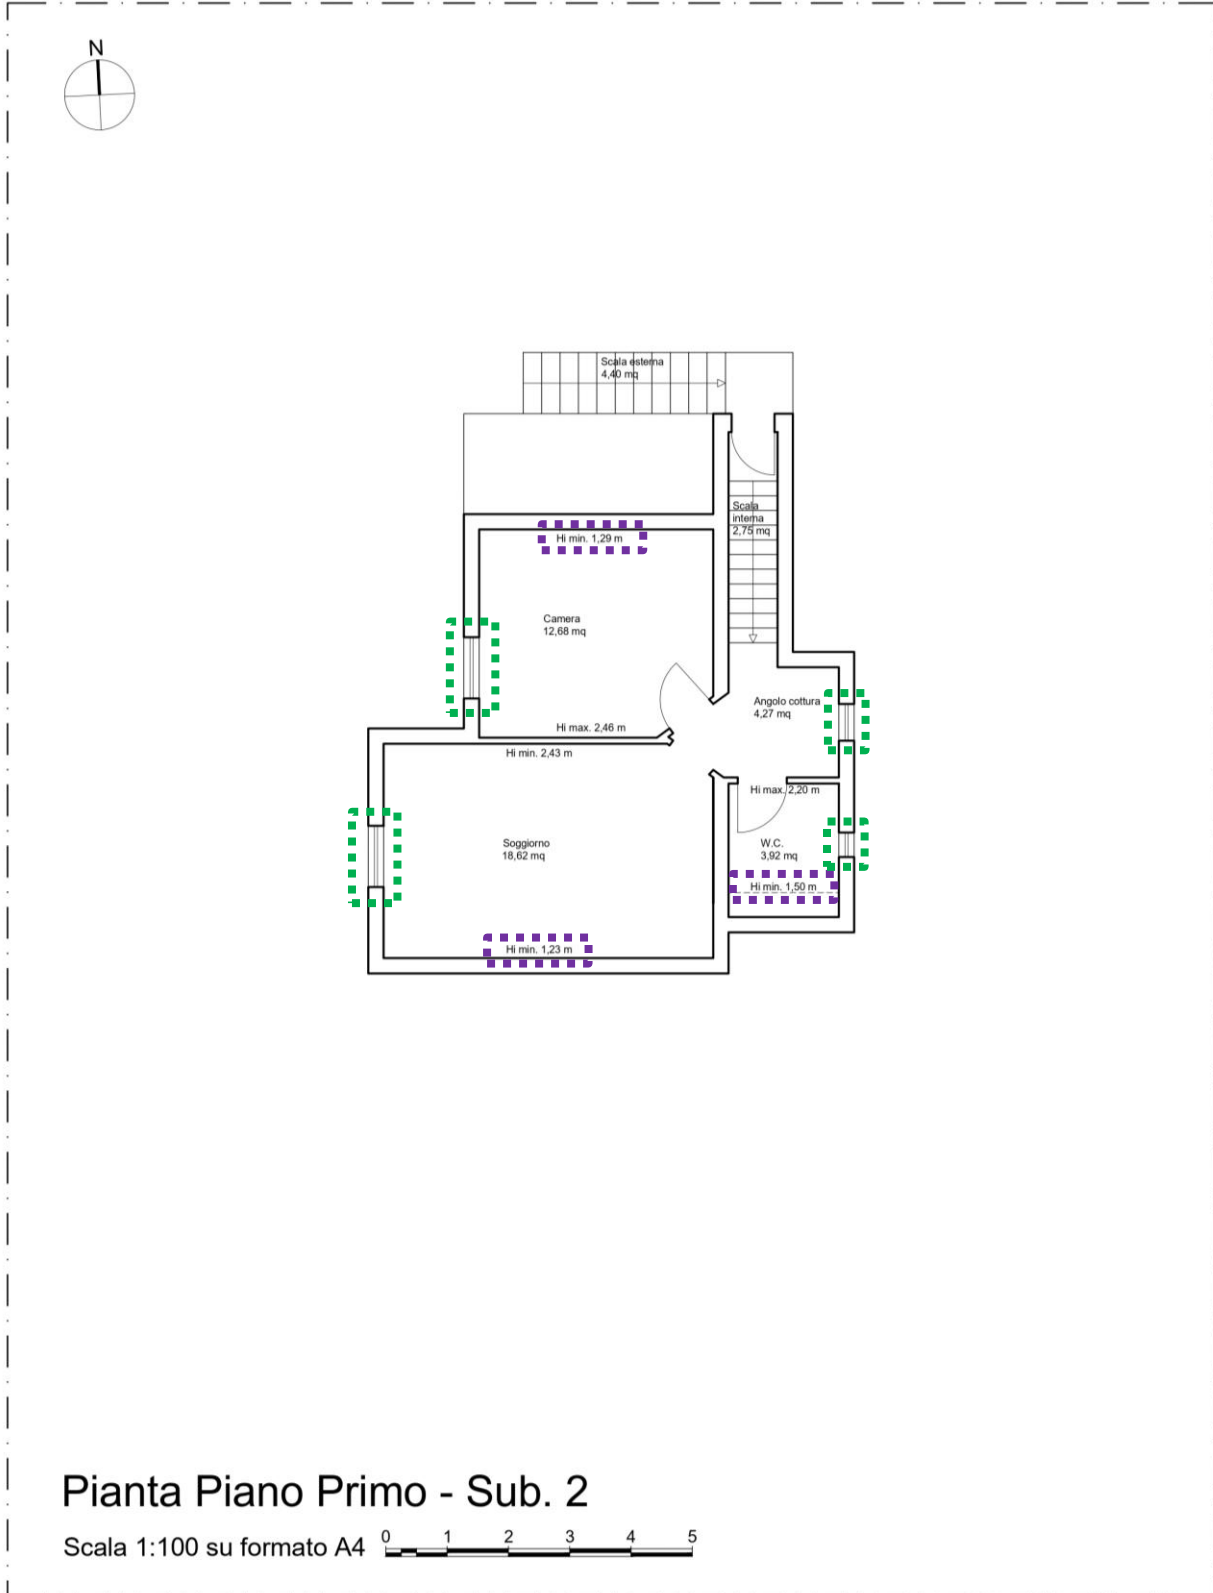 N
Scala esterna
4,40 mq
Scala
interna
2,75 mq
Hi min. 1,29 m
Camera
12,68 mq
Angolo cottura
4,27 mq
Hi max. 2,46 m
Hi min. 2,43 m
Hi max. 2,20 m
Soggiorno
18,62 mq
W.C.
3,92 mq
Hi min. 1,50 m
Hi min. 1,23 m
Pianta Piano Primo - Sub. 2
Scala 1:100 su formato A4
0 1 2 3 4 5